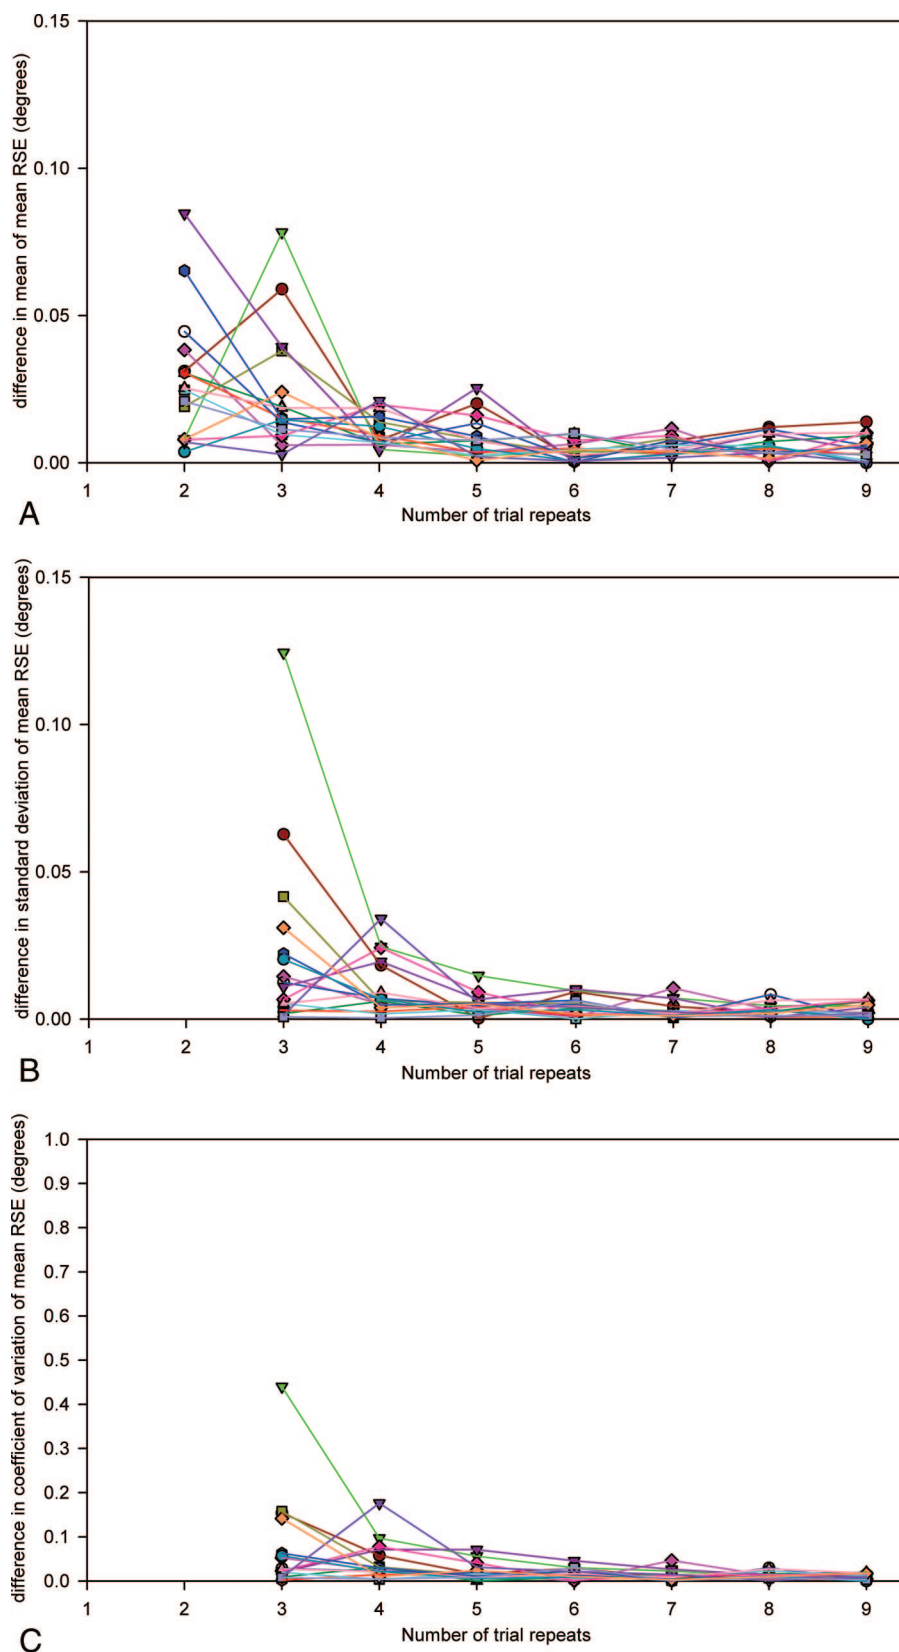 0.15
0.10
0.05
0.00
difference in mean of mean RSE (degrees)
1 2 3 4 5 6 7 8 9
Number of trial repeats
A
0.15
0.10
0.05
0.00
difference in standard deviation of mean RSE (degrees)
1 2 3 4 5 6 7 8 9
Number of trial repeats
B
1.0
0.9
0.8
0.7
0.6
0.5
0.4
0.3
0.2
0.1
0.0
difference in coefficient of variation of mean RSE (degrees)
1 2 3 4 5 6 7 8 9
Number of trial repeats
C